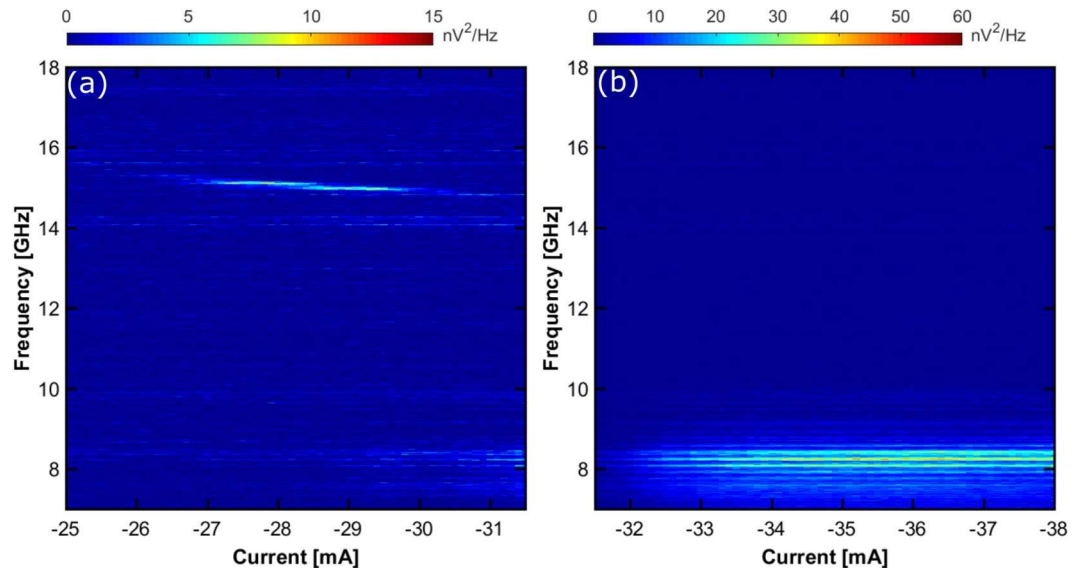 0 5 10 15
nV²/Hz
(a)
18
16
14
12
10
8
Frequency [GHz]
-25 -26 -27 -28 -29 -30 -31
Current [mA]
0 10 20 30 40 50 60
nV²/Hz
(b)
18
16
14
12
10
8
Frequency [GHz]
-32 -33 -34 -35 -36 -37 -38
Current [mA]